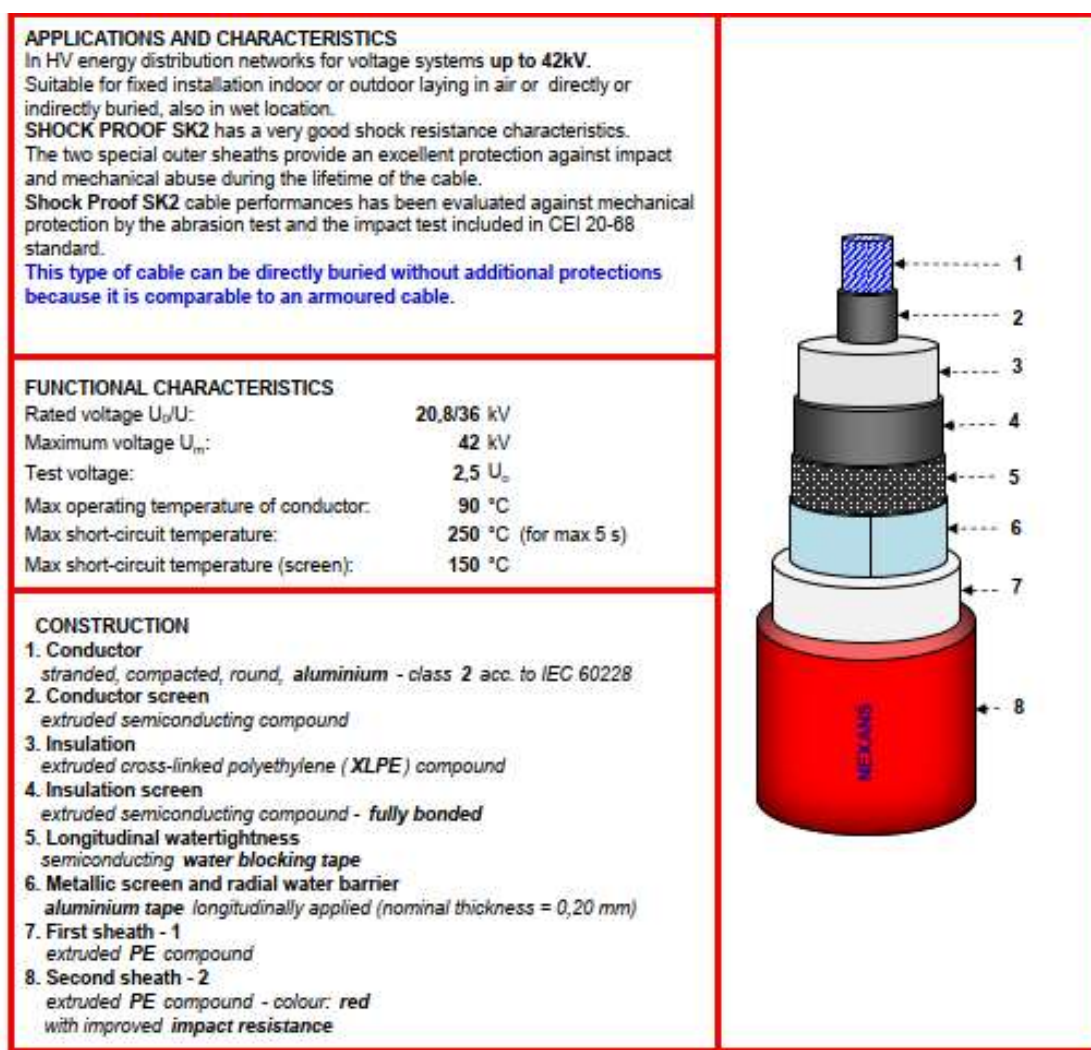 APPLICATIONS AND CHARACTERISTICS
In HV energy distribution networks for voltage systems up to 42kV.
Suitable for fixed installation indoor or outdoor laying in air or directly or
indirectly buried, also in wet location.
SHOCK PROOF SK2 has a very good shock resistance characteristics.
The two special outer sheaths provide an excellent protection against impact
and mechanical abuse during the lifetime of the cable.
Shock Proof SK2 cable performances has been evaluated against mechanical
protection by the abrasion test and the impact test included in CEI 20-68
standard.
This type of cable can be directly buried without additional protections
because it is comparable to an armoured cable.
FUNCTIONAL CHARACTERISTICS
Rated voltage U₀/U: 20,8/36 kV
Maximum voltage Uₘ: 42 kV
Test voltage: 2,5 U₀
Max operating temperature of conductor: 90 °C
Max short-circuit temperature: 250 °C (for max 5 s)
Max short-circuit temperature (screen): 150 °C
CONSTRUCTION
1. Conductor
stranded, compacted, round, aluminium - class 2 acc. to IEC 60228
2. Conductor screen
extruded semiconducting compound
3. Insulation
extruded cross-linked polyethylene (XLPE) compound
4. Insulation screen
extruded semiconducting compound - fully bonded
5. Longitudinal watertightness
semiconducting water blocking tape
6. Metallic screen and radial water barrier
aluminium tape longitudinally applied (nominal thickness = 0,20 mm)
7. First sheath - 1
extruded PE compound
8. Second sheath - 2
extruded PE compound - colour: red
with improved impact resistance
1
2
3
4
5
6
7
8
NEXANS